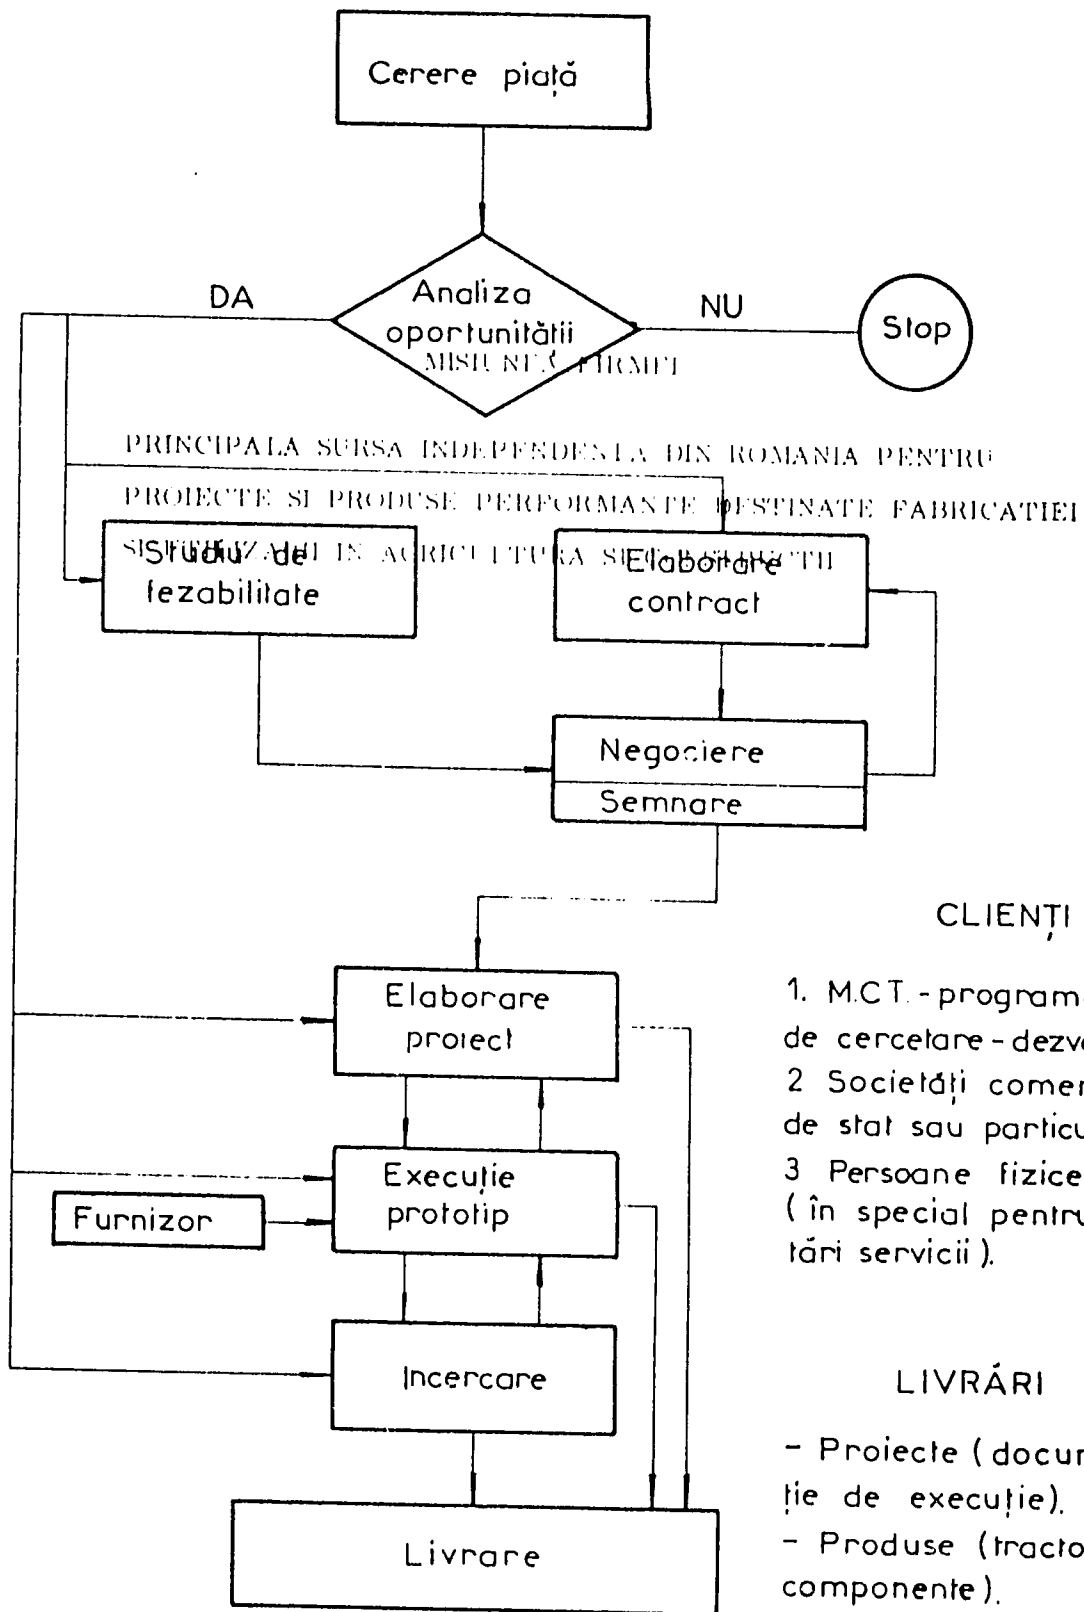 Cerere piață
DA
Analiza
oportunității
NU
Stop
MISIUNEA FIRMEI
PRINCIPALA SURSA INDEPENDENTA DIN ROMANIA PENTRU
PROIECTE SI PRODUSE PERFORMANTE DESTINATE FABRICATIEI
IN AGRICULTURA SI
Studiu de
fezabilitate
Elaborare
contract
Negociere
Semnare
CLIENȚI
Elaborare
proiect
1. M.C.T. - program
de cercetare - dezv
2 Societăți comer
de stat sau particu
3 Persoane fizice
( în special pentru
tări servicii ).
Execuție
prototip
Furnizor
Incercare
LIVRĂRI
- Proiecte ( docum
ție de execuție).
- Produse (tracto
componente ).
Livrare